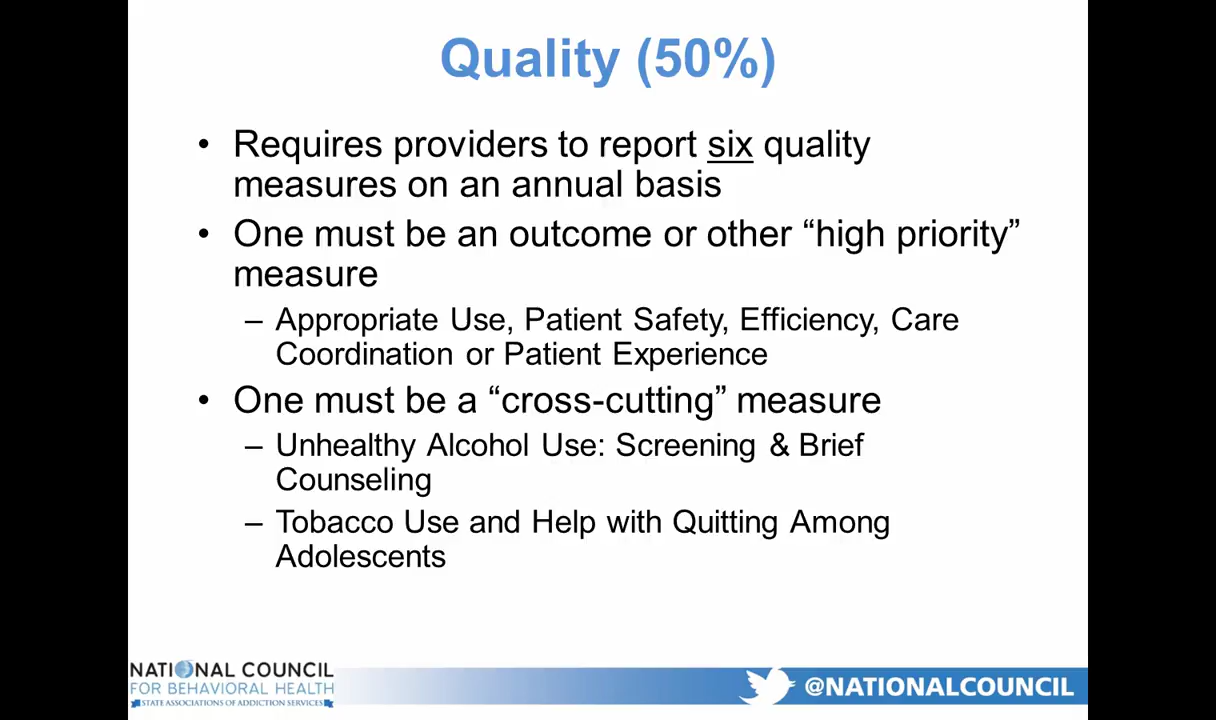 Quality (50%)
• Requires providers to report six quality
measures on an annual basis
• One must be an outcome or other “high priority”
measure
– Appropriate Use, Patient Safety, Efficiency, Care
Coordination or Patient Experience
• One must be a “cross-cutting” measure
– Unhealthy Alcohol Use: Screening & Brief
Counseling
– Tobacco Use and Help with Quitting Among
Adolescents
NATIONAL COUNCIL
FOR BEHAVIORAL HEALTH
STATE ASSOCIATIONS OF ADDICTION SERVICES
@NATIONALCOUNCIL